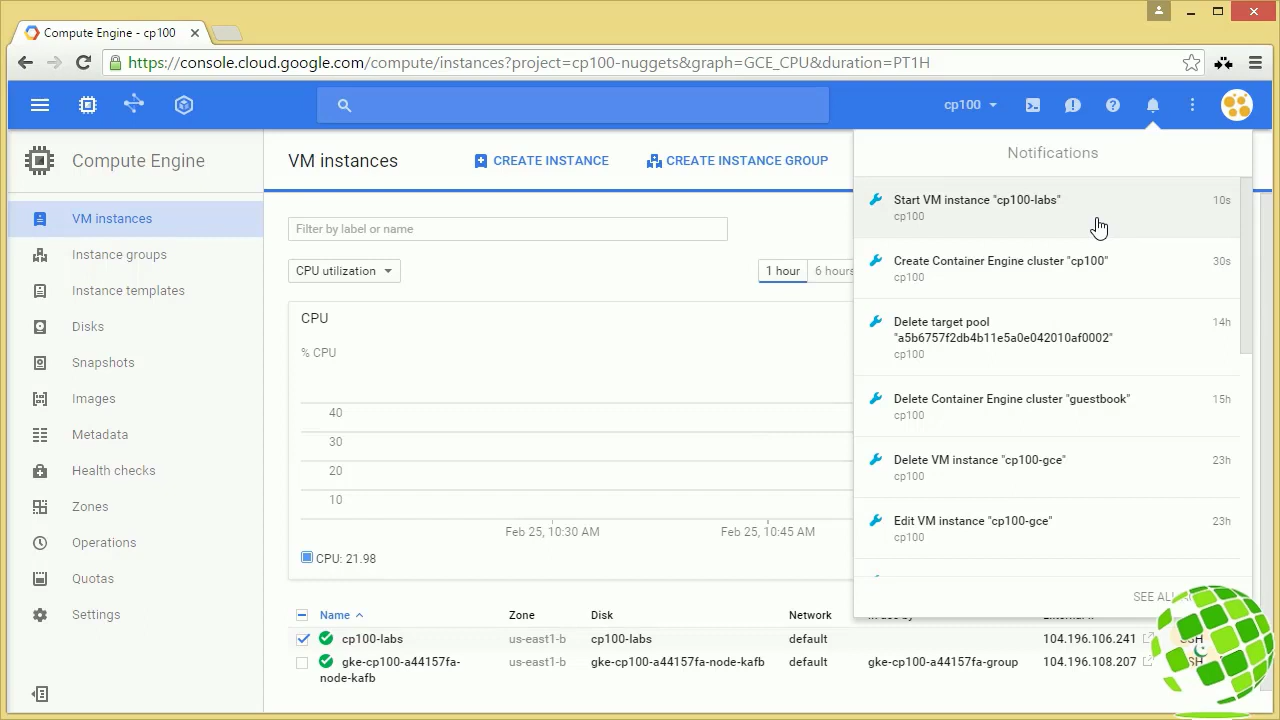 Compute Engine - cp100
https://console.cloud.google.com/compute/instances?project=cp100-nuggets&graph=GCE_CPU&duration=PT1H
cp100
Compute Engine
VM instances
Instance groups
Instance templates
Disks
Snapshots
Images
Metadata
Health checks
Zones
Operations
Quotas
Settings
VM instances
CREATE INSTANCE
CREATE INSTANCE GROUP
Filter by label or name
CPU utilization
1 hour
6 hours
CPU
% CPU
40
30
20
10
Feb 25, 10:30 AM
Feb 25, 10:45 AM
CPU: 21.98
Notifications
Start VM instance "cp100-labs"
10s
cp100
Create Container Engine cluster "cp100"
30s
cp100
Delete target pool
14h
"a5b6757f2db4b11e5a0e042010af0002"
cp100
Delete Container Engine cluster "guestbook"
15h
cp100
Delete VM instance "cp100-gce"
23h
cp100
Edit VM instance "cp100-gce"
23h
cp100
SEE ALL
Name
Zone
Disk
Network
cp100-labs
us-east1-b
cp100-labs
default
104.196.106.241
SSH
gke-cp100-a44157fa-
node-kafb
us-east1-b
gke-cp100-a44157fa-node-kafb
default
gke-cp100-a44157fa-group
104.196.108.207